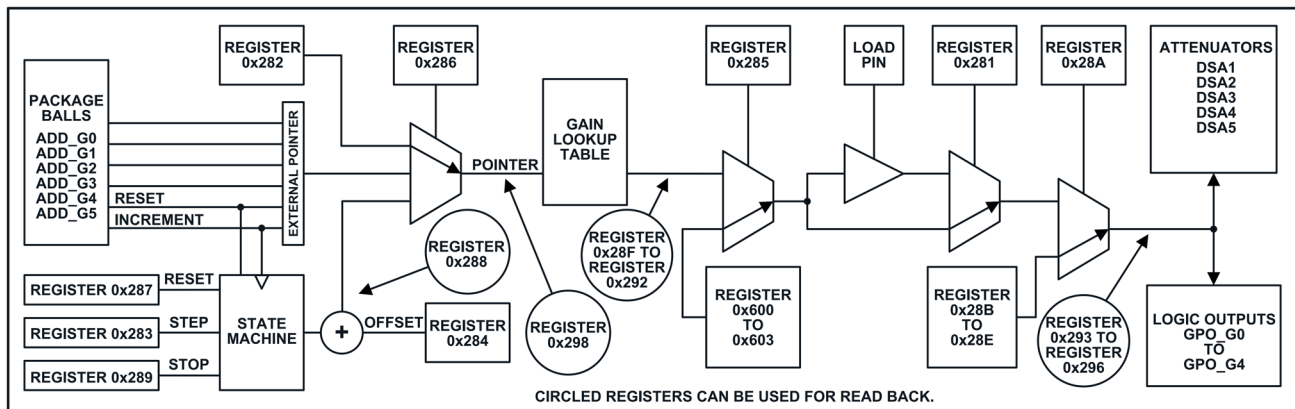 REGISTER
0x282
REGISTER
0x286
REGISTER
0x285
LOAD
PIN
REGISTER
0x281
REGISTER
0x28A
ATTENUATORS
DSA1
DSA2
DSA3
DSA4
DSA5
PACKAGE
BALLS
ADD_G0
ADD_G1
ADD_G2
ADD_G3
ADD_G4
ADD_G5
RESET
INCREMENT
EXTERNAL POINTER
POINTER
GAIN
LOOKUP
TABLE
REGISTER
0x288
REGISTER
0x28F TO
REGISTER
0x292
REGISTER 0x287
RESET
REGISTER 0x283
STEP
REGISTER 0x289
STOP
STATE
MACHINE
+
OFFSET
REGISTER
0x284
REGISTER
0x298
REGISTER
0x600
TO
0x603
REGISTER
0x28B
TO
0x28E
REGISTER
0x293 TO
REGISTER
0x296
LOGIC OUTPUTS
GPO_G0
TO
GPO_G4
CIRCLED REGISTERS CAN BE USED FOR READ BACK.